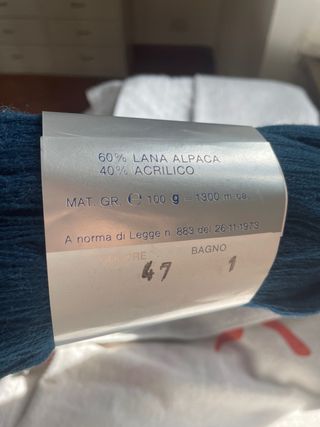 60% LANA ALPACA
40% ACRILICO
MAT. GR. ℮ 100 g = 1300 m ca.
A norma di Legge n. 883 del 26-11-1973
COLORE BAGNO
47 1